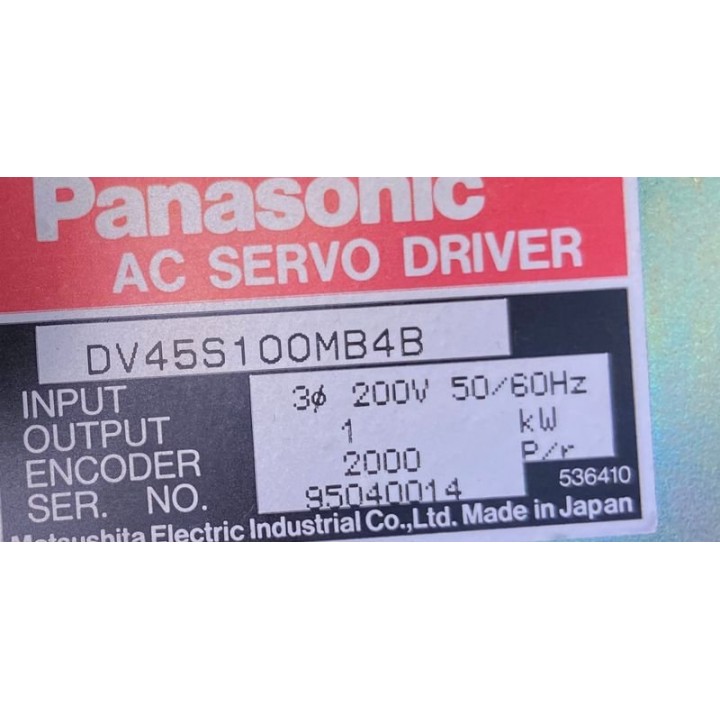 Panasonic
AC SERVO DRIVER
DV45S100MB4B
INPUT 3ϕ 200V 50/60Hz
OUTPUT 1 kW
ENCODER 2000 P/r
SER. NO. 95040014
536410
Matsushita Electric Industrial Co.,Ltd. Made in Japan